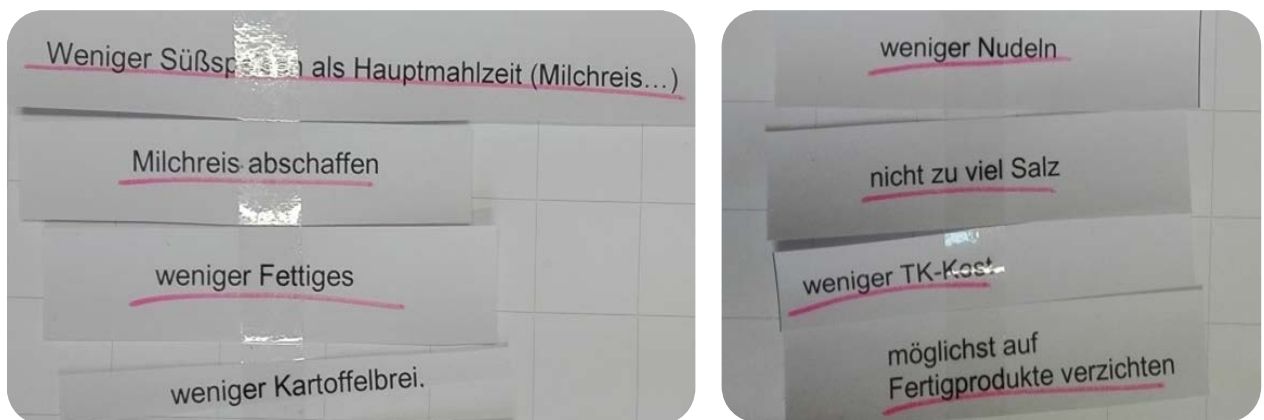 Weniger Süßspeisen als Hauptmahlzeit (Milchreis...)
Milchreis abschaffen
weniger Fettiges
weniger Kartoffelbrei.
weniger Nudeln
nicht zu viel Salz
weniger TK-Kost
möglichst auf
Fertigprodukte verzichten